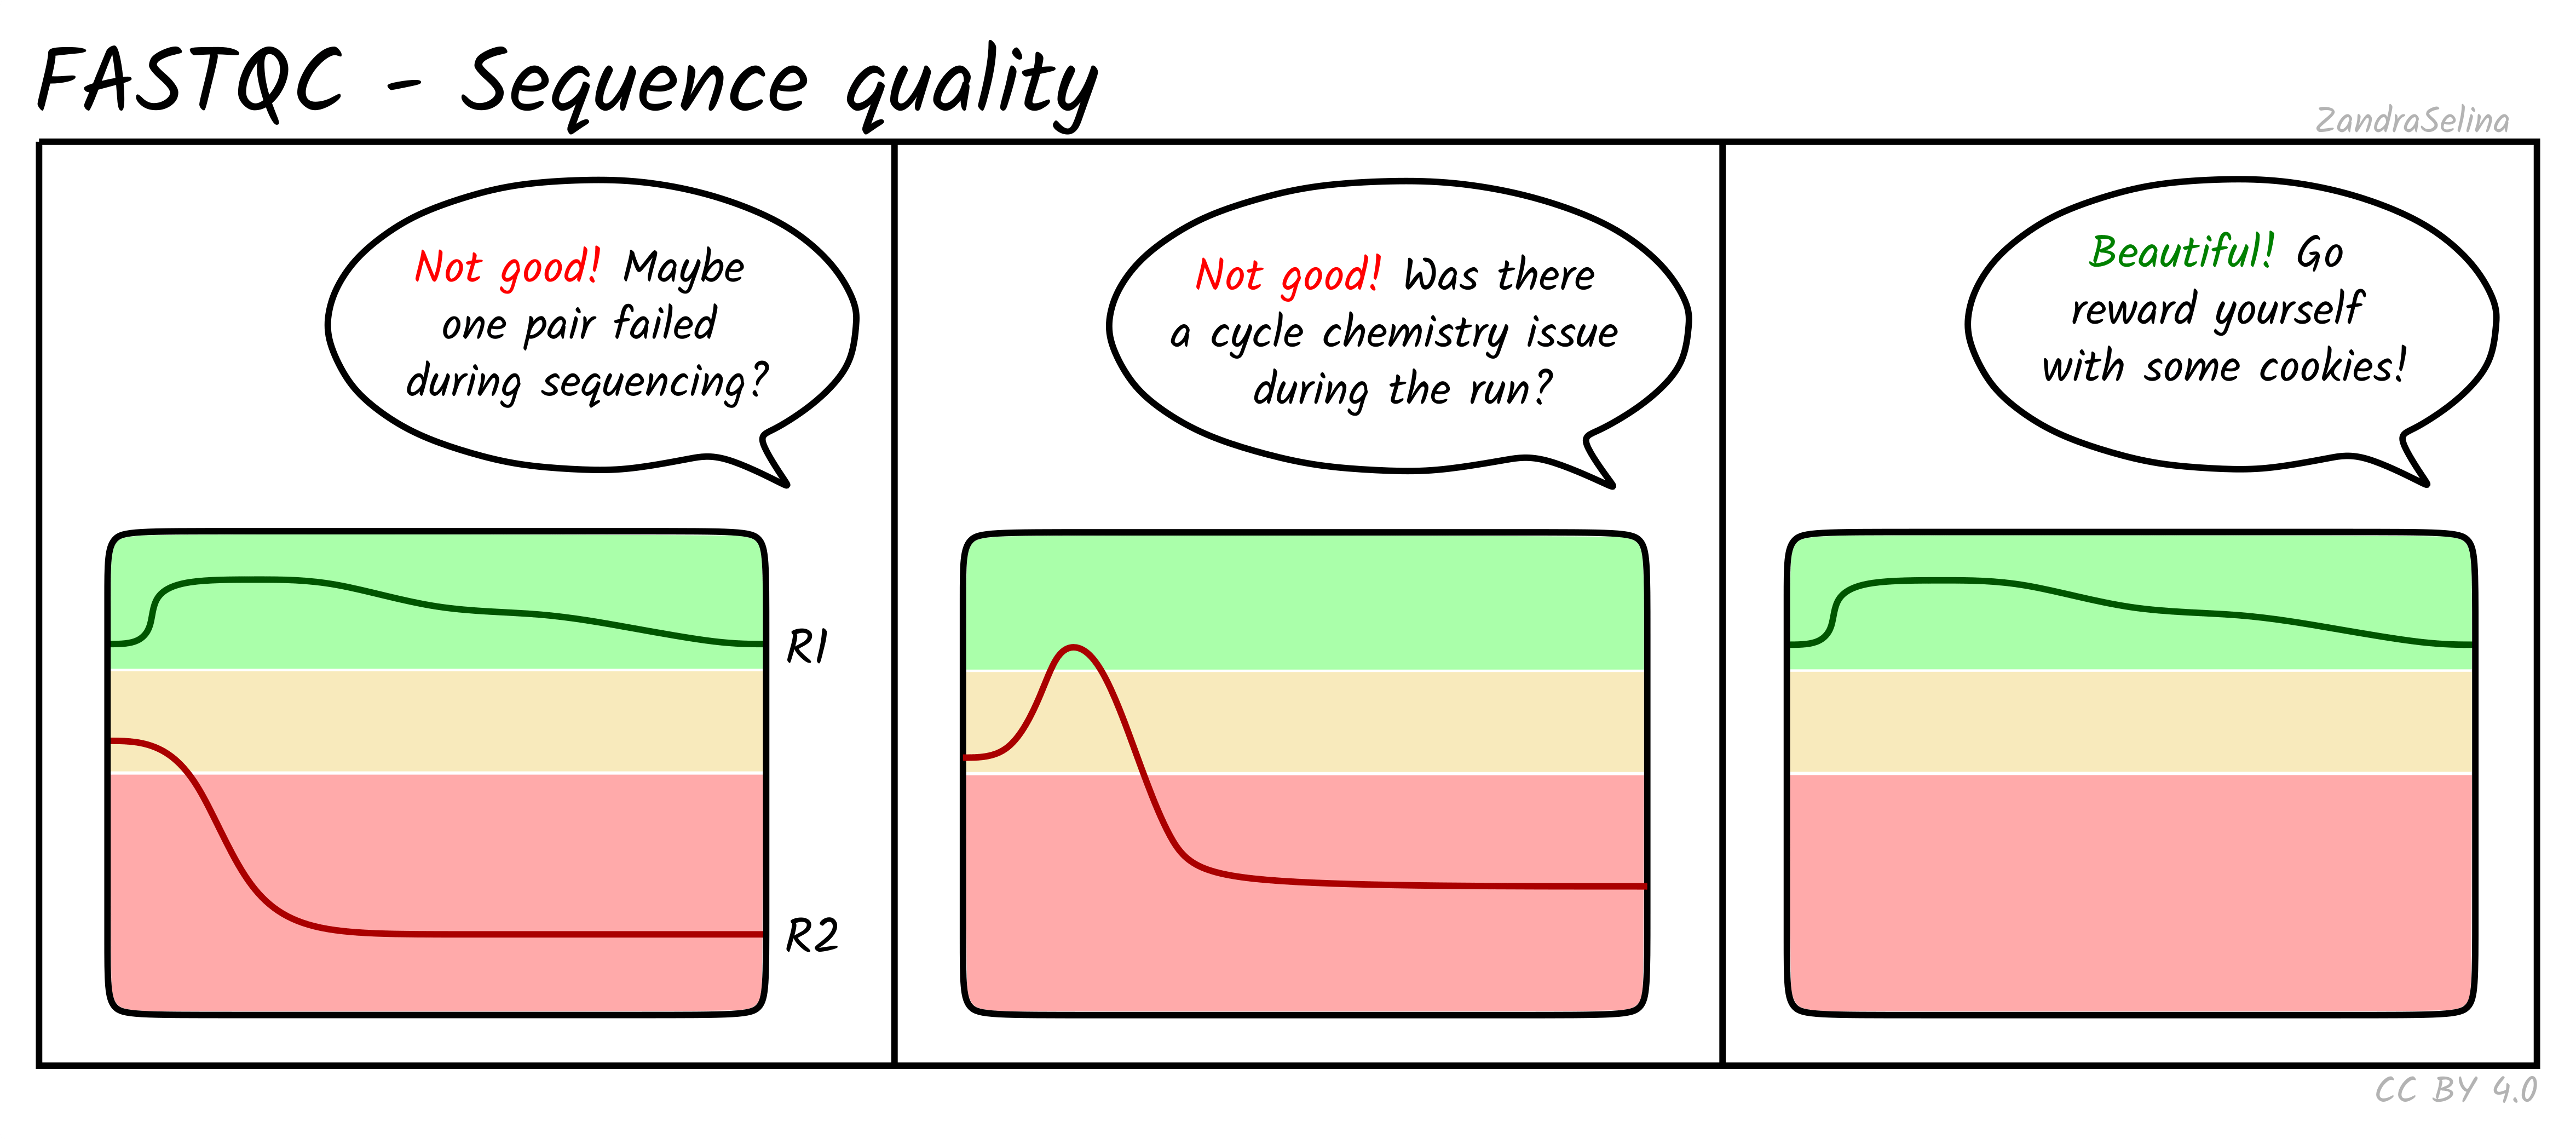 FASTQC - Sequence quality
ZandraSelina
Not good! Maybe
one pair failed
during sequencing?
R1
R2
Not good! Was there
a cycle chemistry issue
during the run?
Beautiful! Go
reward yourself
with some cookies!
CC BY 4.0